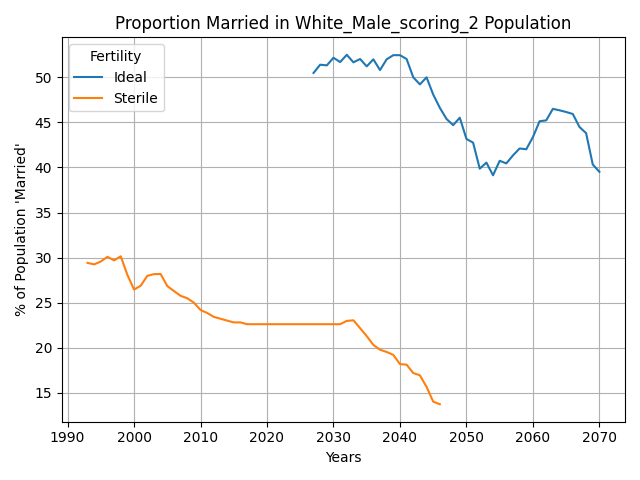 Proportion Married in White_Male_scoring_2 Population
Fertility
Ideal
Sterile
% of Population 'Married'
50
45
40
35
30
25
20
15
1990 2000 2010 2020 2030 2040 2050 2060 2070
Years